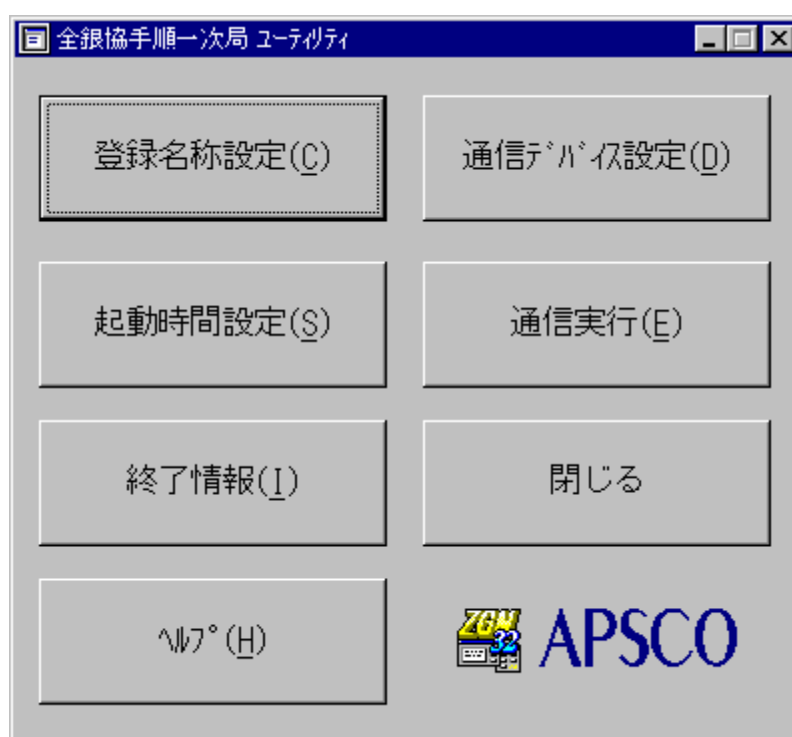 全銀協手順一次局 ﾕｰﾃｨﾘﾃｨ
登録名称設定(C)
通信ﾃﾞﾊﾞｲｽ設定(D)
起動時間設定(S)
通信実行(E)
終了情報(I)
閉じる
ﾍﾙﾌﾟ(H)
ZGM
32
APSCO